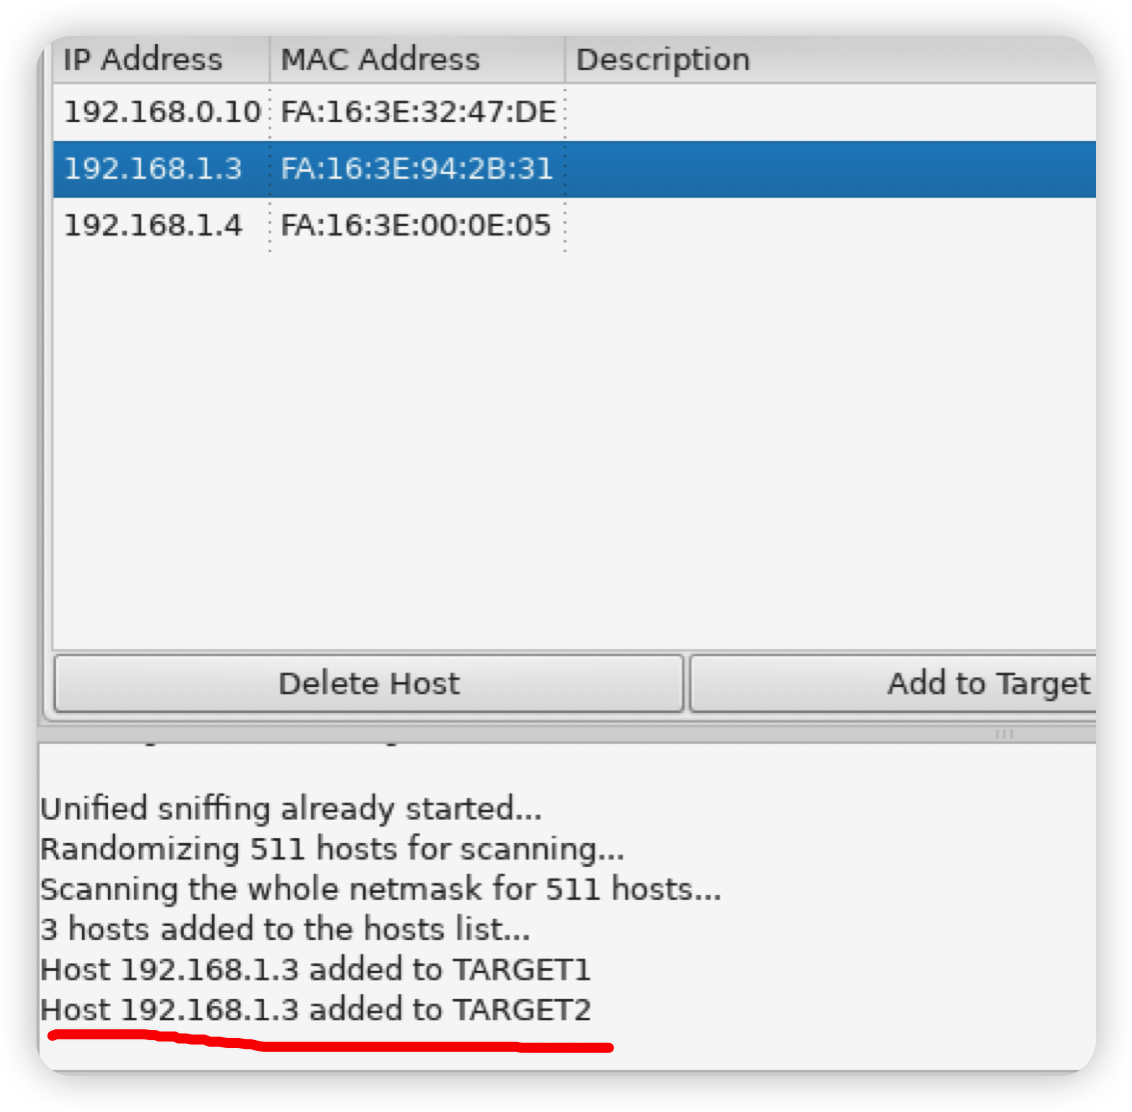 IP Address MAC Address Description
192.168.0.10 FA:16:3E:32:47:DE
192.168.1.3 FA:16:3E:94:2B:31
192.168.1.4 FA:16:3E:00:0E:05
Delete Host Add to Target
Unified sniffing already started...
Randomizing 511 hosts for scanning...
Scanning the whole netmask for 511 hosts...
3 hosts added to the hosts list...
Host 192.168.1.3 added to TARGET1
Host 192.168.1.3 added to TARGET2